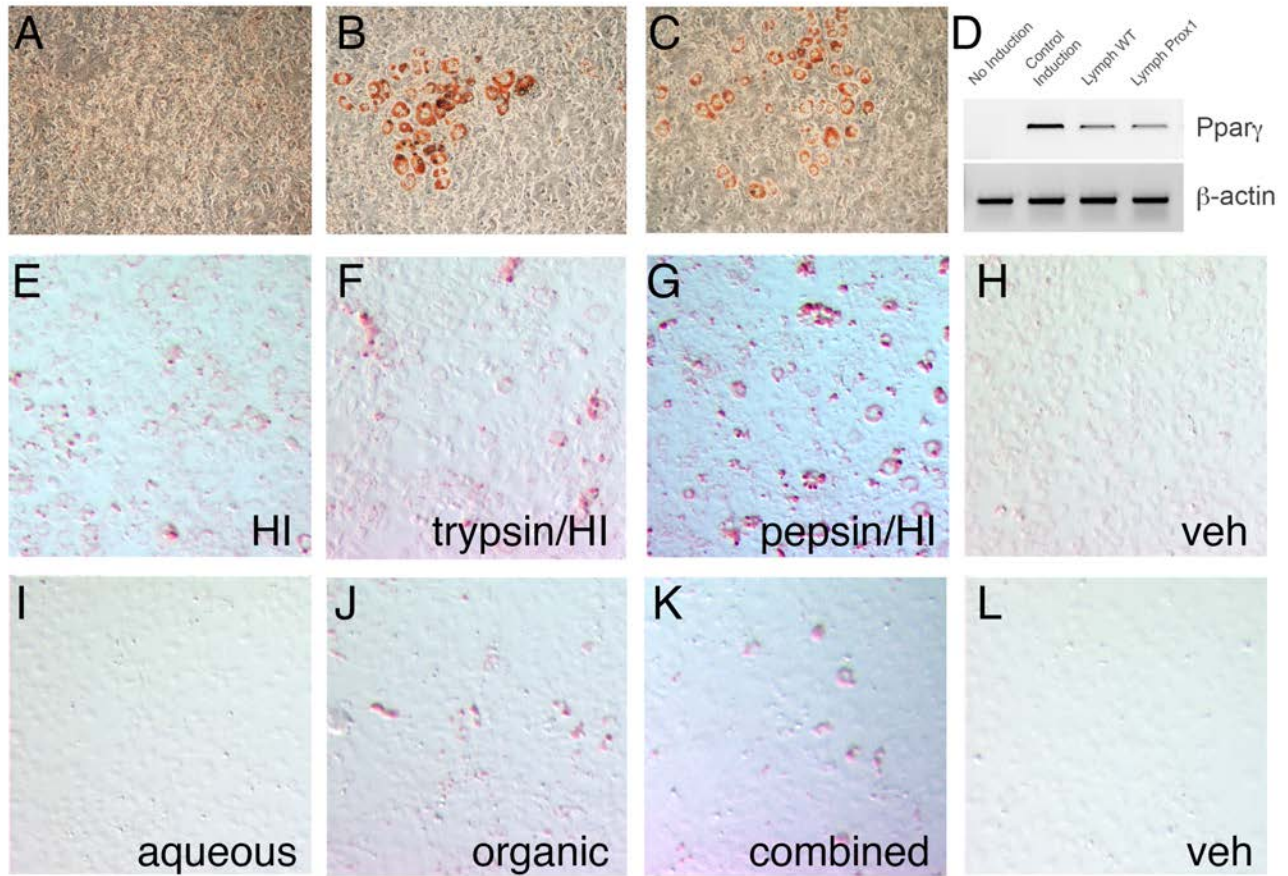 A
B
C
D
No Induction
Control
Induction
Lymph WT
Lymph Prox1
Pparγ
β-actin
E
HI
F
trypsin/HI
G
pepsin/HI
H
veh
I
aqueous
J
organic
K
combined
L
veh